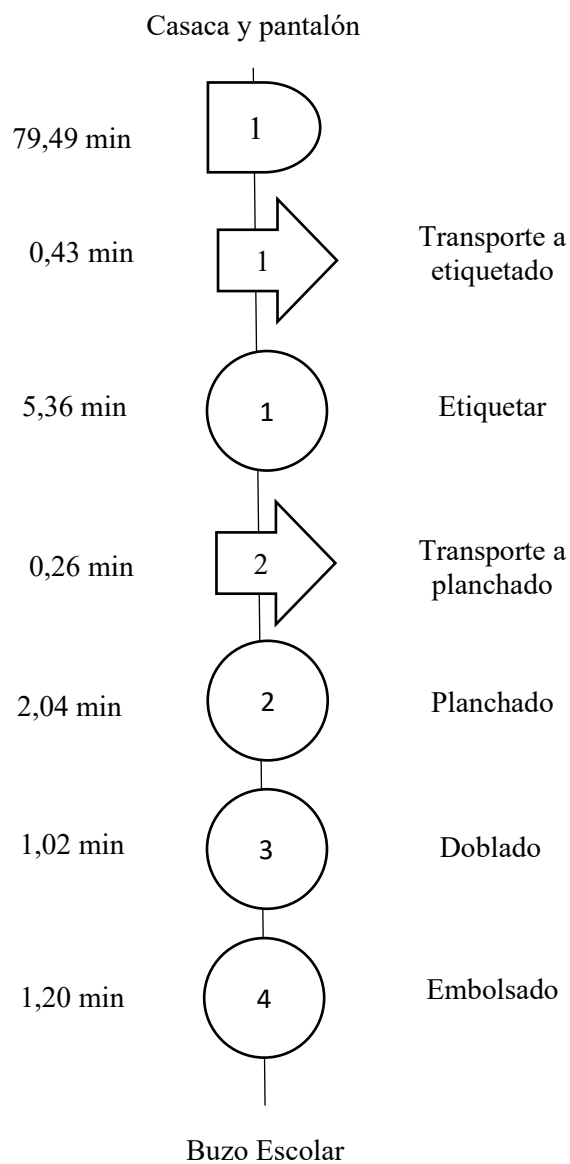 Casaca y pantalón
79,49 min
1
0,43 min
1
Transporte a
etiquetado
5,36 min
1
Etiquetar
0,26 min
2
Transporte a
planchado
2,04 min
2
Planchado
1,02 min
3
Doblado
1,20 min
4
Embolsado
Buzo Escolar